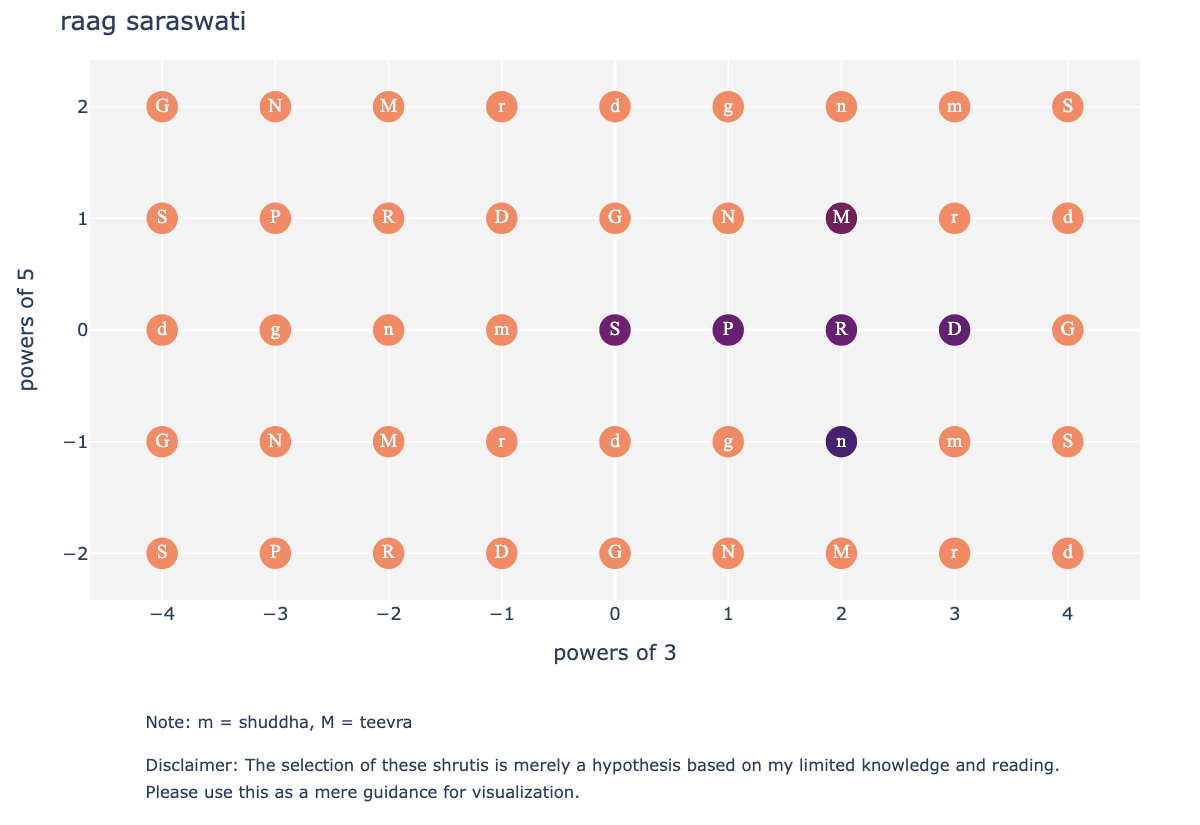 raag saraswati
2 G N M r d g n m S
1 S P R D G N M r d
0 d g n m S P R D G
−1 G N M r d g n m S
−2 S P R D G N M r d
−4 −3 −2 −1 0 1 2 3 4
powers of 5
powers of 3
Note: m = shuddha, M = teevra
Disclaimer: The selection of these shrutis is merely a hypothesis based on my limited knowledge and reading.
Please use this as a mere guidance for visualization.